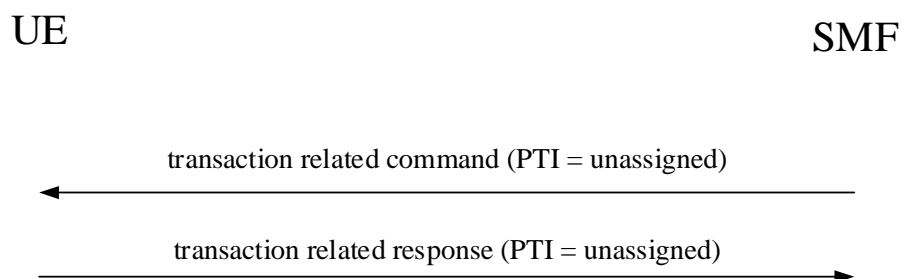 UE
SMF
transaction related command (PTI = unassigned)
transaction related response (PTI = unassigned)